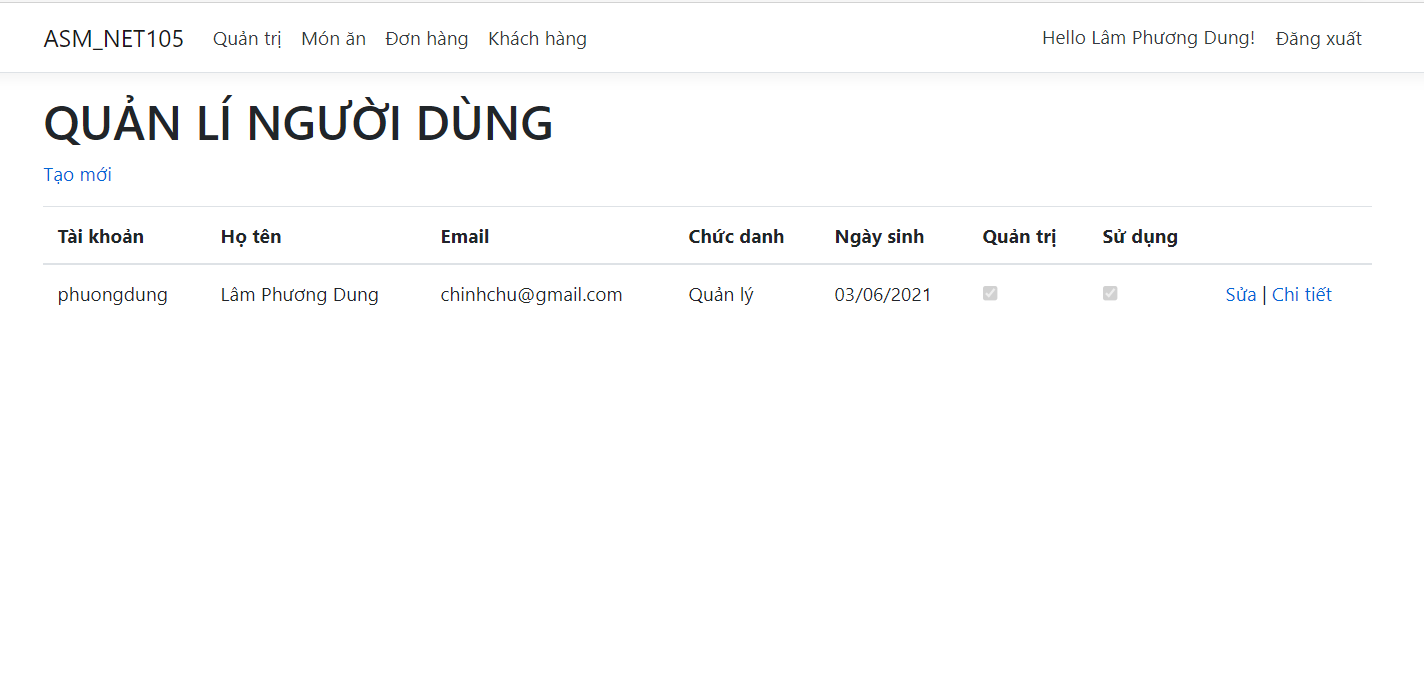 ASM_NET105 Quản trị Món ăn Đơn hàng Khách hàng Hello Lâm Phương Dung! Đăng xuất
QUẢN LÍ NGƯỜI DÙNG
Tạo mới
Tài khoản Họ tên Email Chức danh Ngày sinh Quản trị Sử dụng
phuongdung Lâm Phương Dung chinhchu@gmail.com Quản lý 03/06/2021 Sửa | Chi tiết